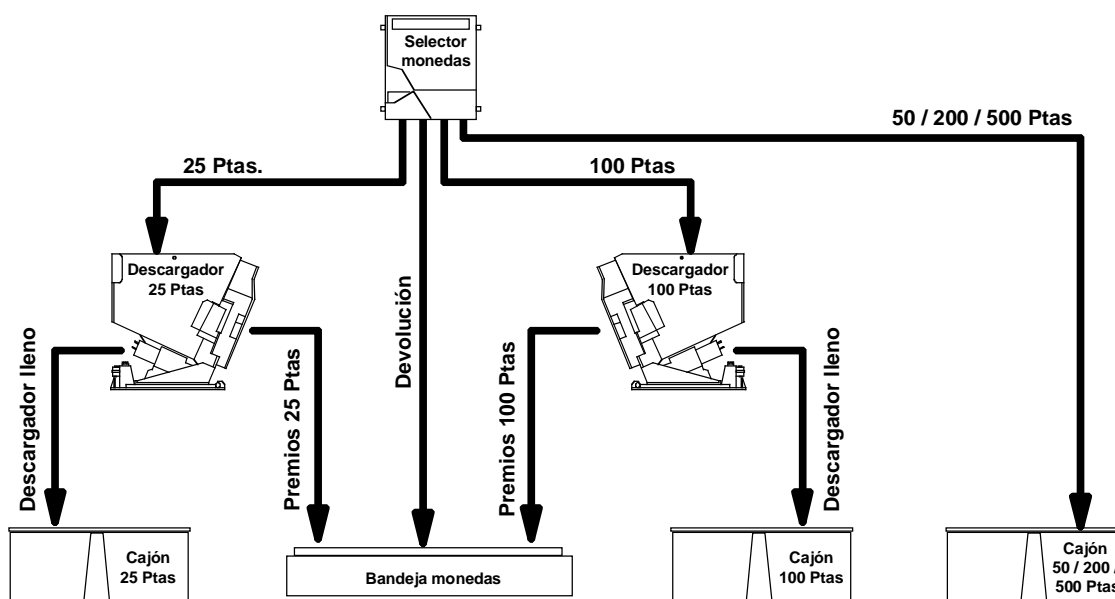 Selector
monedas
50 / 200 / 500 Ptas
25 Ptas.
100 Ptas
Descargador
25 Ptas
Descargador
100 Ptas
Descargador lleno
Premios 25 Ptas
Devolución
Premios 100 Ptas
Descargador lleno
Cajón
25 Ptas
Bandeja monedas
Cajón
100 Ptas
Cajón
50 / 200 /
500 Ptas